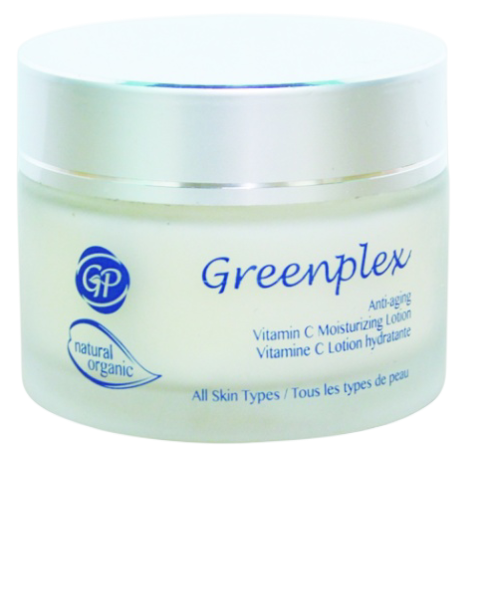 GP
natural
organic
Greenplex
Anti-aging
Vitamin C Moisturizing Lotion
Vitamine C Lotion hydratante
All Skin Types / Tous les types de peau